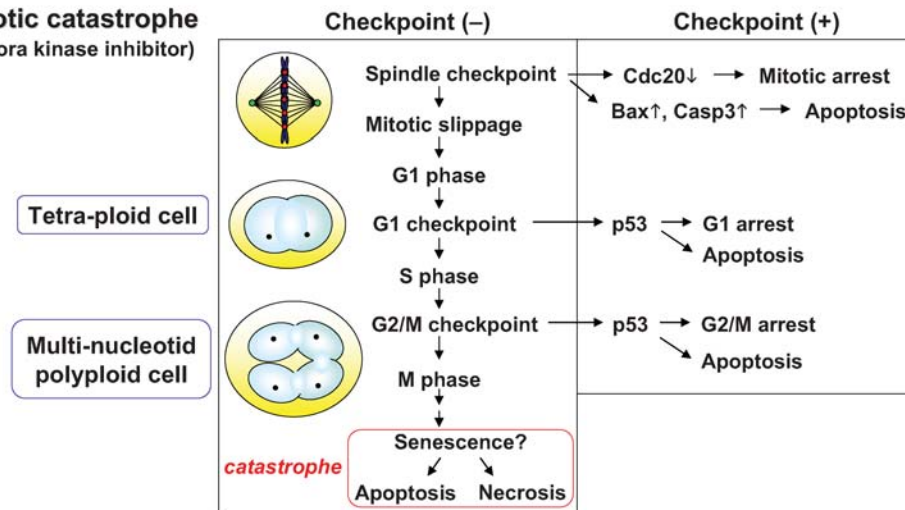 otic catastrophe
ora kinase inhibitor)
Checkpoint (–)
Checkpoint (+)
Spindle checkpoint → Cdc20↓ → Mitotic arrest
Bax↑, Casp3↑ → Apoptosis
Mitotic slippage
G1 phase
Tetra-ploid cell
G1 checkpoint → p53 → G1 arrest
Apoptosis
S phase
G2/M checkpoint → p53 → G2/M arrest
Multi-nucleotid
polyploid cell
Apoptosis
M phase
Senescence?
catastrophe
Apoptosis Necrosis